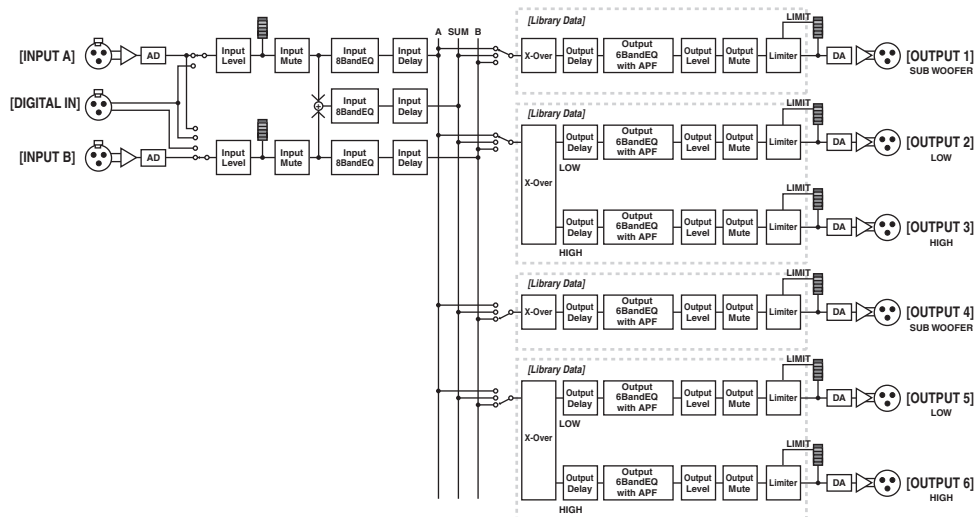 [Library Data]
LIMIT
A SUM B
[INPUT A]
AD
Input Level
Input Mute
Input 8BandEQ
Input Delay
X-Over
Output Delay
Output 6BandEQ with APF
Output Level
Output Mute
Limiter
DA
[OUTPUT 1]
SUB WOOFER
[DIGITAL IN]
Input 8BandEQ
Input Delay
[Library Data]
LIMIT
[INPUT B]
AD
Input Level
Input Mute
Input 8BandEQ
Input Delay
X-Over
Output Delay
LOW
Output 6BandEQ with APF
Output Level
Output Mute
Limiter
DA
[OUTPUT 2]
LOW
LIMIT
Output Delay
HIGH
Output 6BandEQ with APF
Output Level
Output Mute
Limiter
DA
[OUTPUT 3]
HIGH
[Library Data]
LIMIT
X-Over
Output Delay
Output 6BandEQ with APF
Output Level
Output Mute
Limiter
DA
[OUTPUT 4]
SUB WOOFER
[Library Data]
LIMIT
X-Over
Output Delay
LOW
Output 6BandEQ with APF
Output Level
Output Mute
Limiter
DA
[OUTPUT 5]
LOW
LIMIT
Output Delay
HIGH
Output 6BandEQ with APF
Output Level
Output Mute
Limiter
DA
[OUTPUT 6]
HIGH